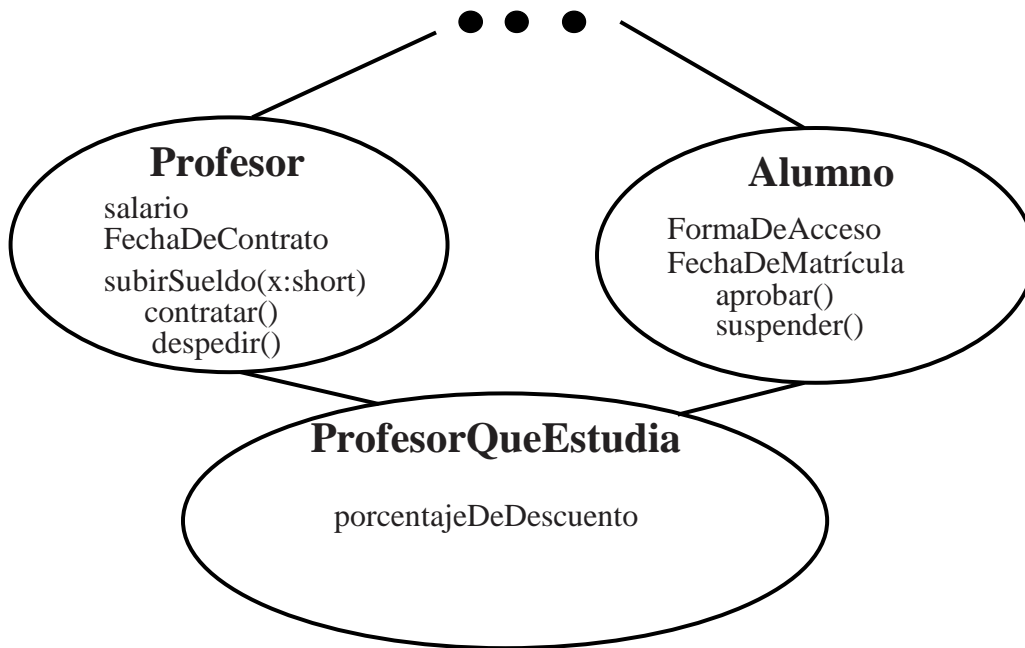 Profesor
salario
FechaDeContrato
subirSueldo(x:short)
contratar()
despedir()
Alumno
FormaDeAcceso
FechaDeMatrícula
aprobar()
suspender()
ProfesorQueEstudia
porcentajeDeDescuento